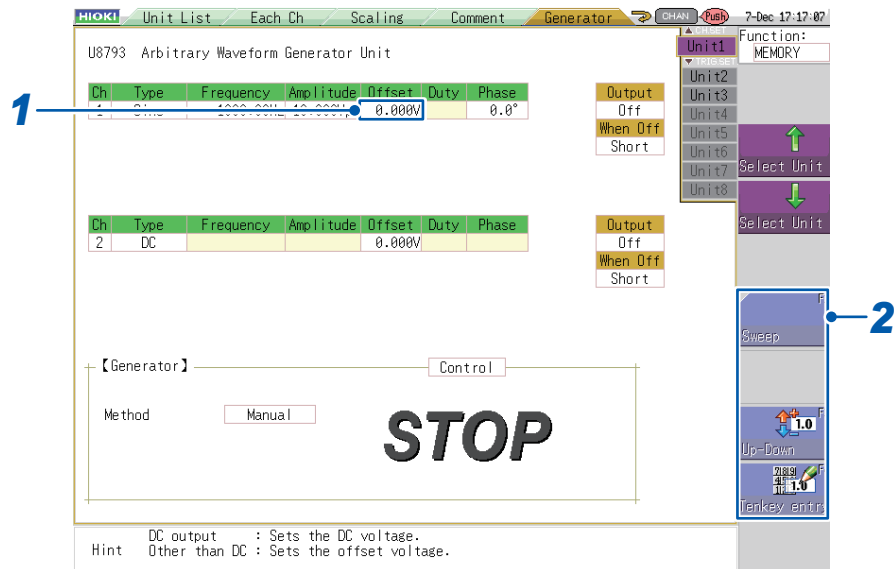 HIOKI Unit List Each Ch Scaling Comment Generator CHAN Push 7-Dec 17:17:07
CH SET
Unit1
TRIG SET
Unit2
Unit3
Unit4
Unit5
Unit6
Unit7
Unit8
Function:
MEMORY
Select Unit
Select Unit
U8793 Arbitrary Waveform Generator Unit
Ch Type Frequency Amplitude Offset Duty Phase
1 0.000V 0.0°
Output
Off
When Off
Short
1
Ch Type Frequency Amplitude Offset Duty Phase
2 DC 0.000V
Output
Off
When Off
Short
F
Sweep
2
【Generator】 Control
Method Manual
STOP
1.0 F
Up-Down
1.0 F
Tenkey entr
Hint DC output : Sets the DC voltage.
Other than DC : Sets the offset voltage.